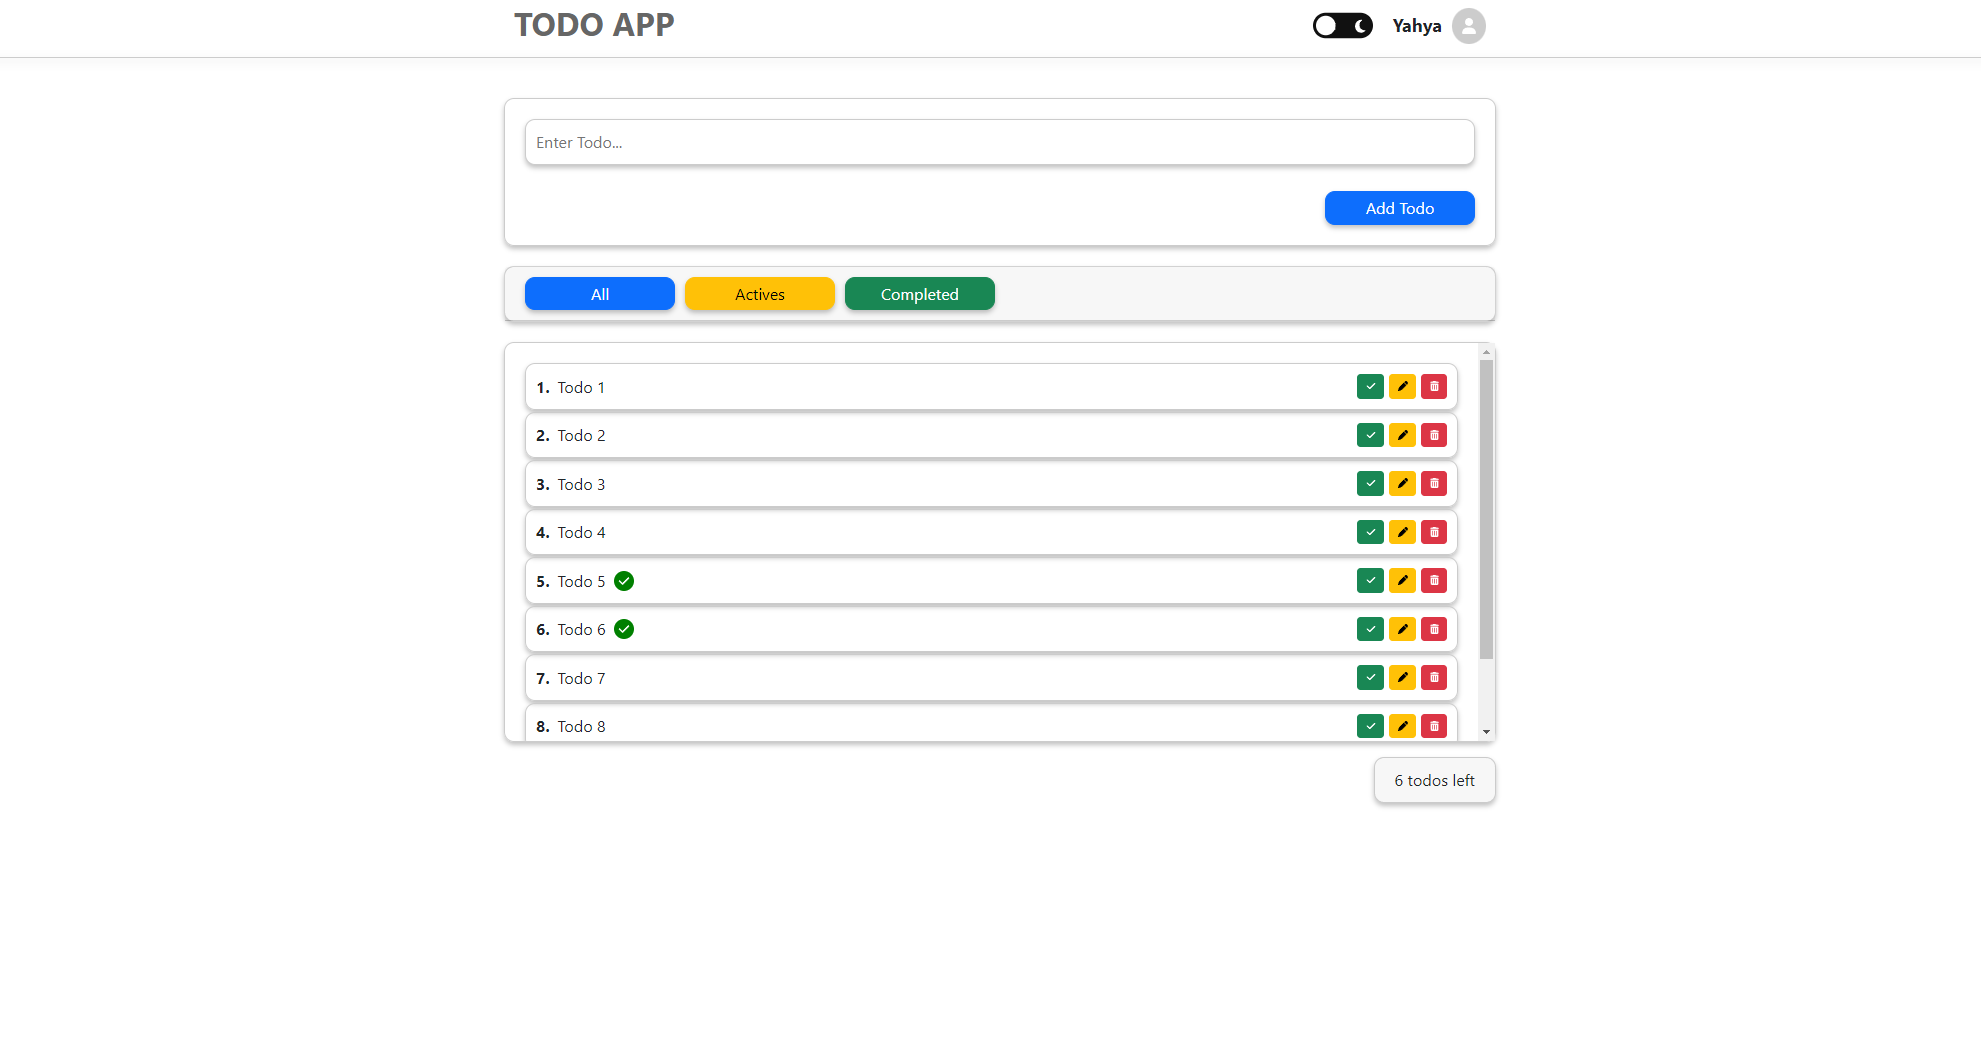 TODO APP
Yahya
Enter Todo...
Add Todo
All Actives Completed
1. Todo 1
2. Todo 2
3. Todo 3
4. Todo 4
5. Todo 5
6. Todo 6
7. Todo 7
8. Todo 8
6 todos left